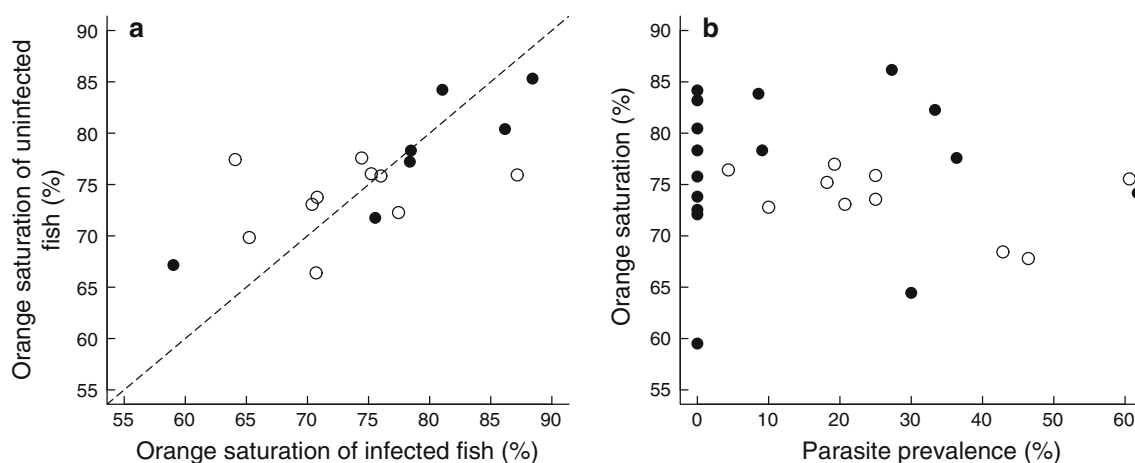 a
90
85
80
75
70
65
60
55
Orange saturation of uninfected
fish (%)
55 60 65 70 75 80 85 90
Orange saturation of infected fish (%)
b
90
85
80
75
70
65
60
55
Orange saturation (%)
0 10 20 30 40 50 60
Parasite prevalence (%)